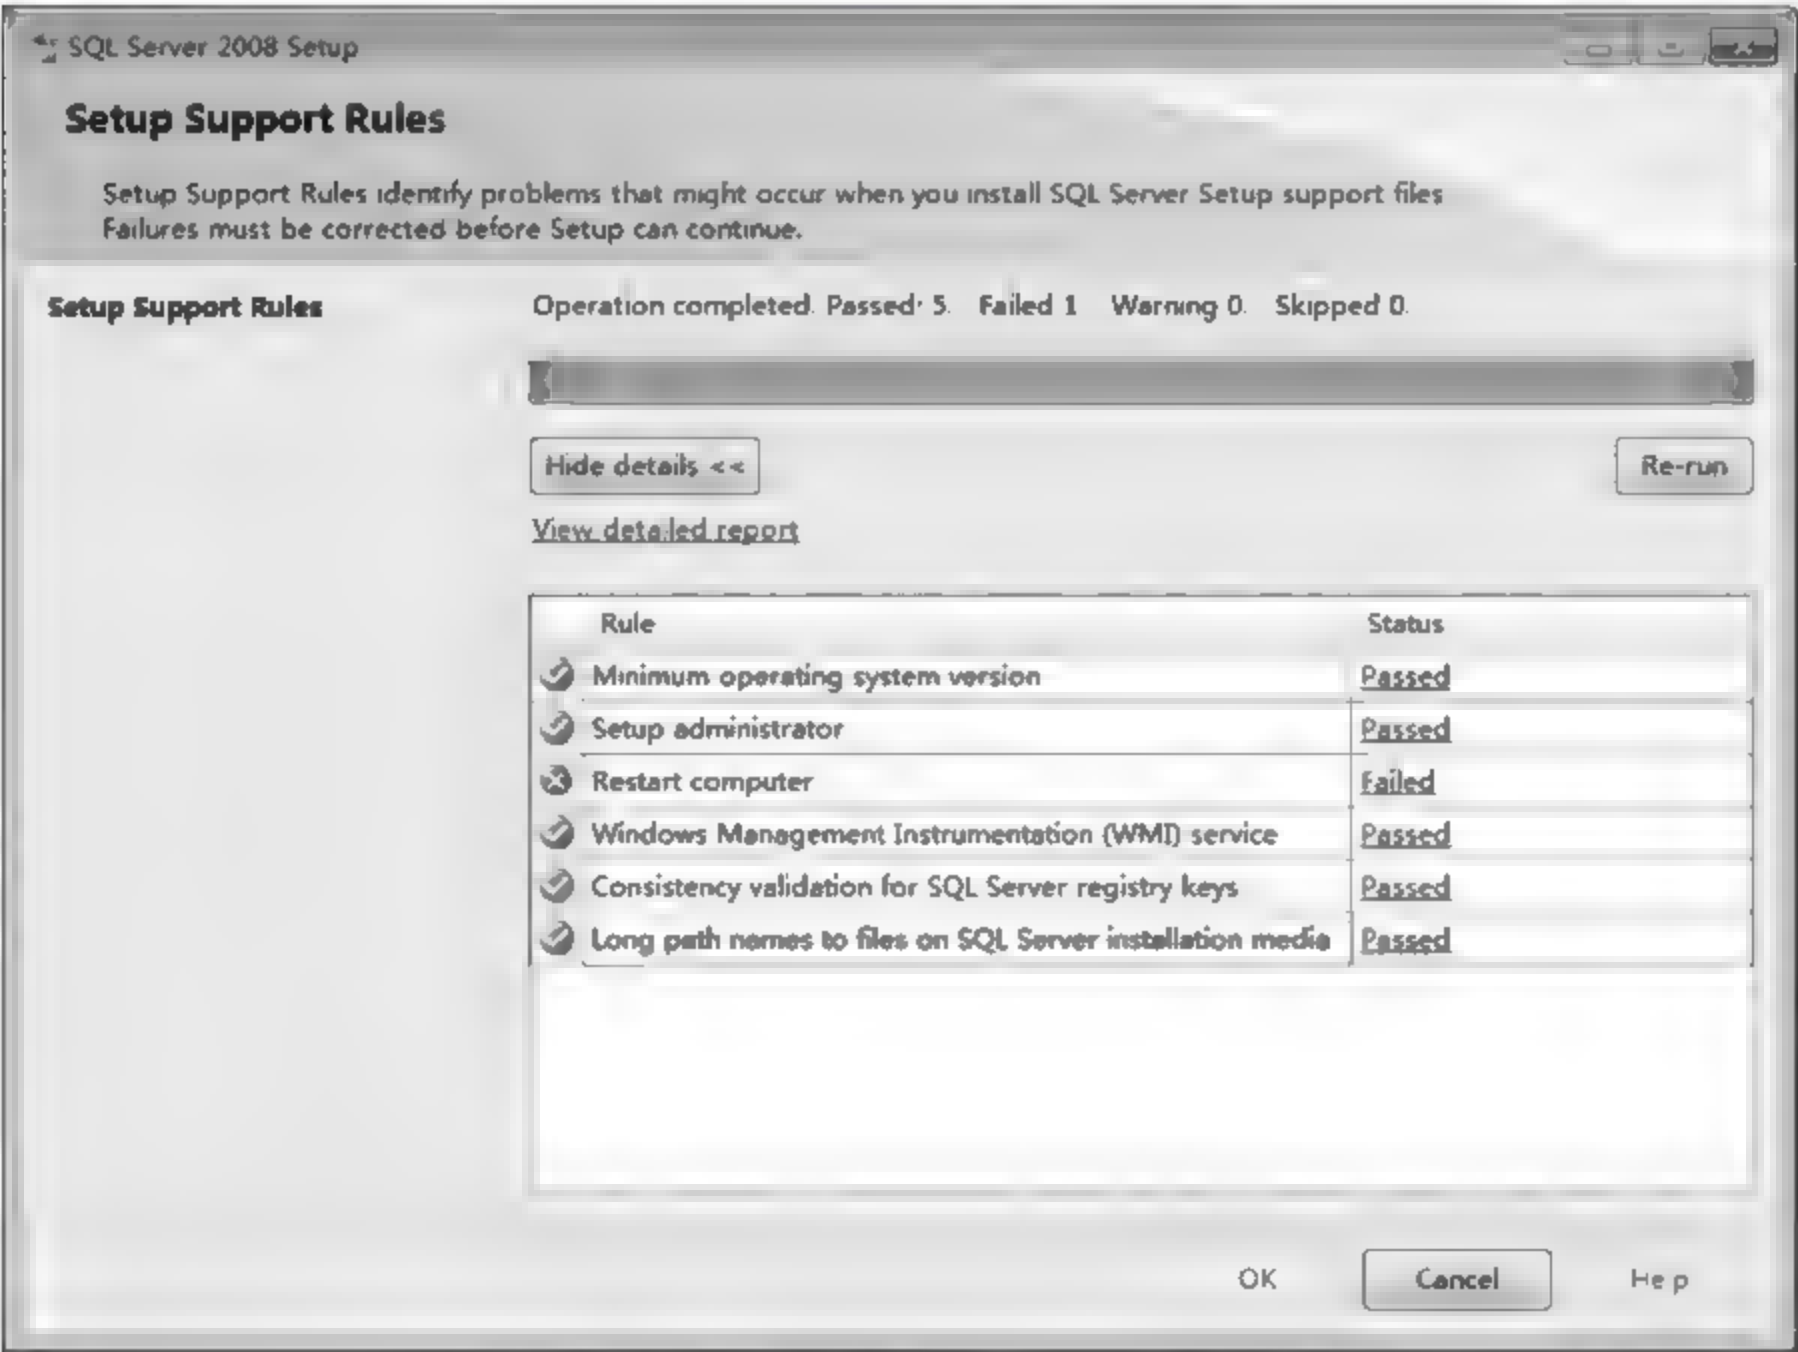 SQL Server 2008 Setup
Setup Support Rules
Setup Support Rules identify problems that might occur when you install SQL Server Setup support files
Failures must be corrected before Setup can continue.
Setup Support Rules
Operation completed. Passed: 5. Failed 1 Warning 0. Skipped 0.
Hide details <<
Re-run
View detailed report
Rule Status
Minimum operating system version Passed
Setup administrator Passed
Restart computer Failed
Windows Management Instrumentation (WMI) service Passed
Consistency validation for SQL Server registry keys Passed
Long path names to files on SQL Server installation media Passed
OK Cancel Help